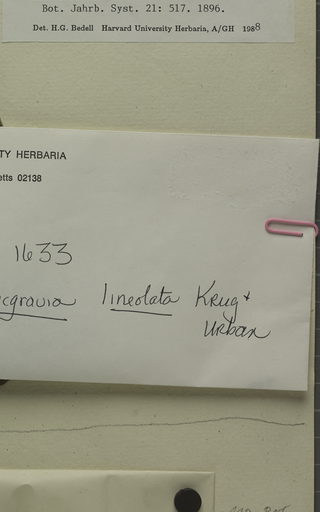 Bot. Jahrb. Syst. 21: 517. 1896.
Det. H.G. Bedell Harvard University Herbaria, A/GH 1988
TY HERBARIA
etts 02138
1633
cgravia lineolata Krug +
Urban